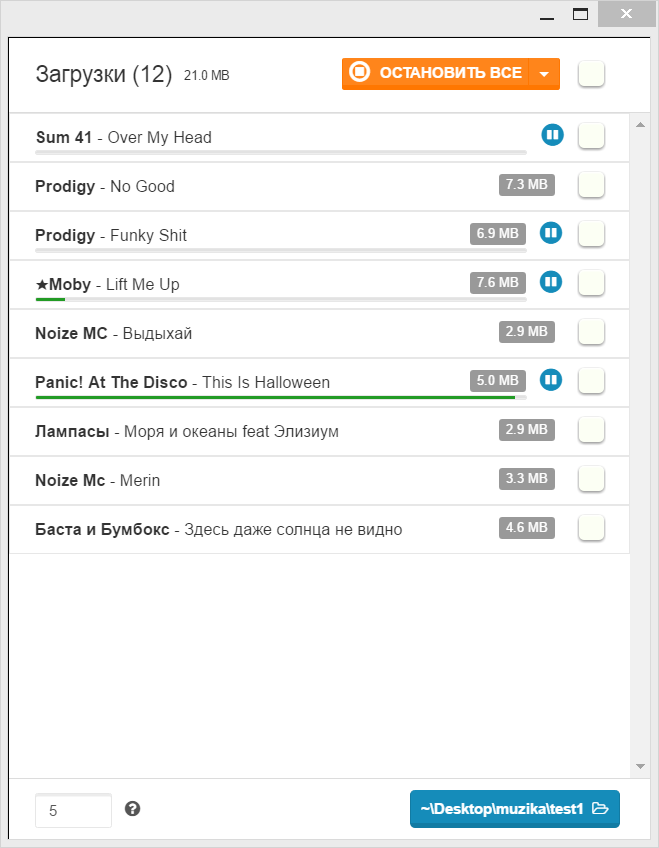 Загрузки (12) 21.0 MB ОСТАНОВИТЬ ВСЕ
Sum 41 - Over My Head
Prodigy - No Good 7.3 MB
Prodigy - Funky Shit 6.9 MB
★Moby - Lift Me Up 7.6 MB
Noize MC - Выдыхай 2.9 MB
Panic! At The Disco - This Is Halloween 5.0 MB
Лампасы - Моря и океаны feat Элизиум 2.9 MB
Noize Mc - Merin 3.3 MB
Баста и Бумбокс - Здесь даже солнца не видно 4.6 MB
5 ? ~\Desktop\muzika\test1